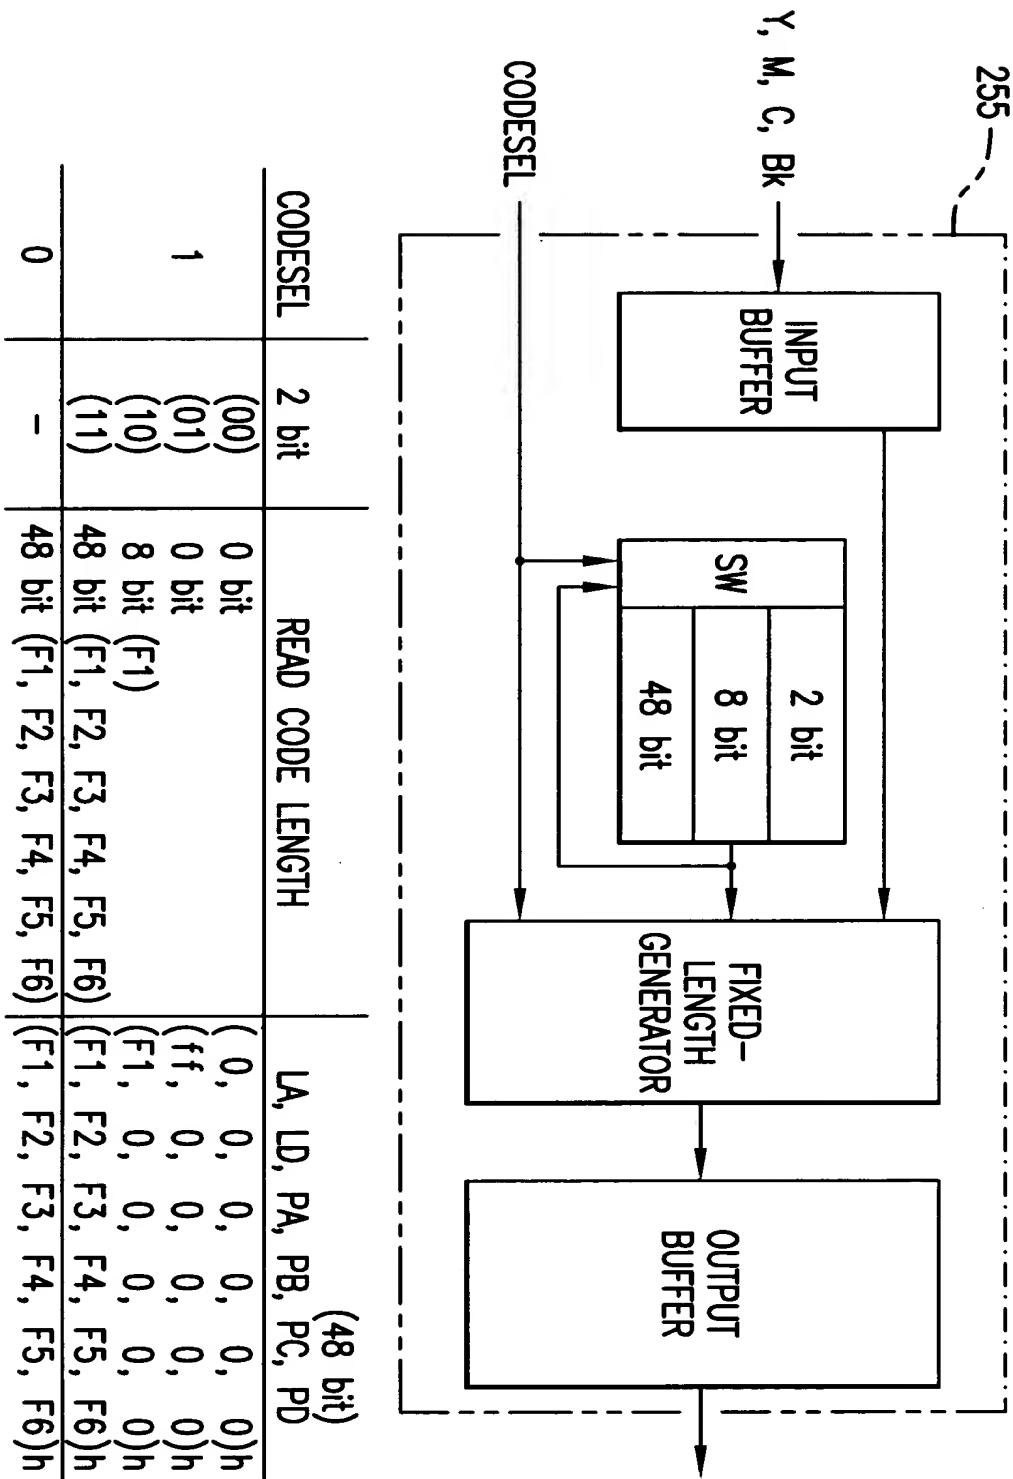 255
Y, M, C, Bk
CODESEL
INPUT
BUFFER
SW
2 bit
8 bit
48 bit
FIXED-
LENGTH
GENERATOR
OUTPUT
BUFFER
(48 bit)
CODESEL 2 bit READ CODE LENGTH LA, LD, PA, PB, PC, PD
(00) 0 bit ( 0, 0, 0, 0, 0, 0)h
1 (01) 0 bit (ff, 0, 0, 0, 0, 0)h
(10) 8 bit (F1) (F1, 0, 0, 0, 0, 0)h
(11) 48 bit (F1, F2, F3, F4, F5, F6) (F1, F2, F3, F4, F5, F6)h
0 - 48 bit (F1, F2, F3, F4, F5, F6) (F1, F2, F3, F4, F5, F6)h